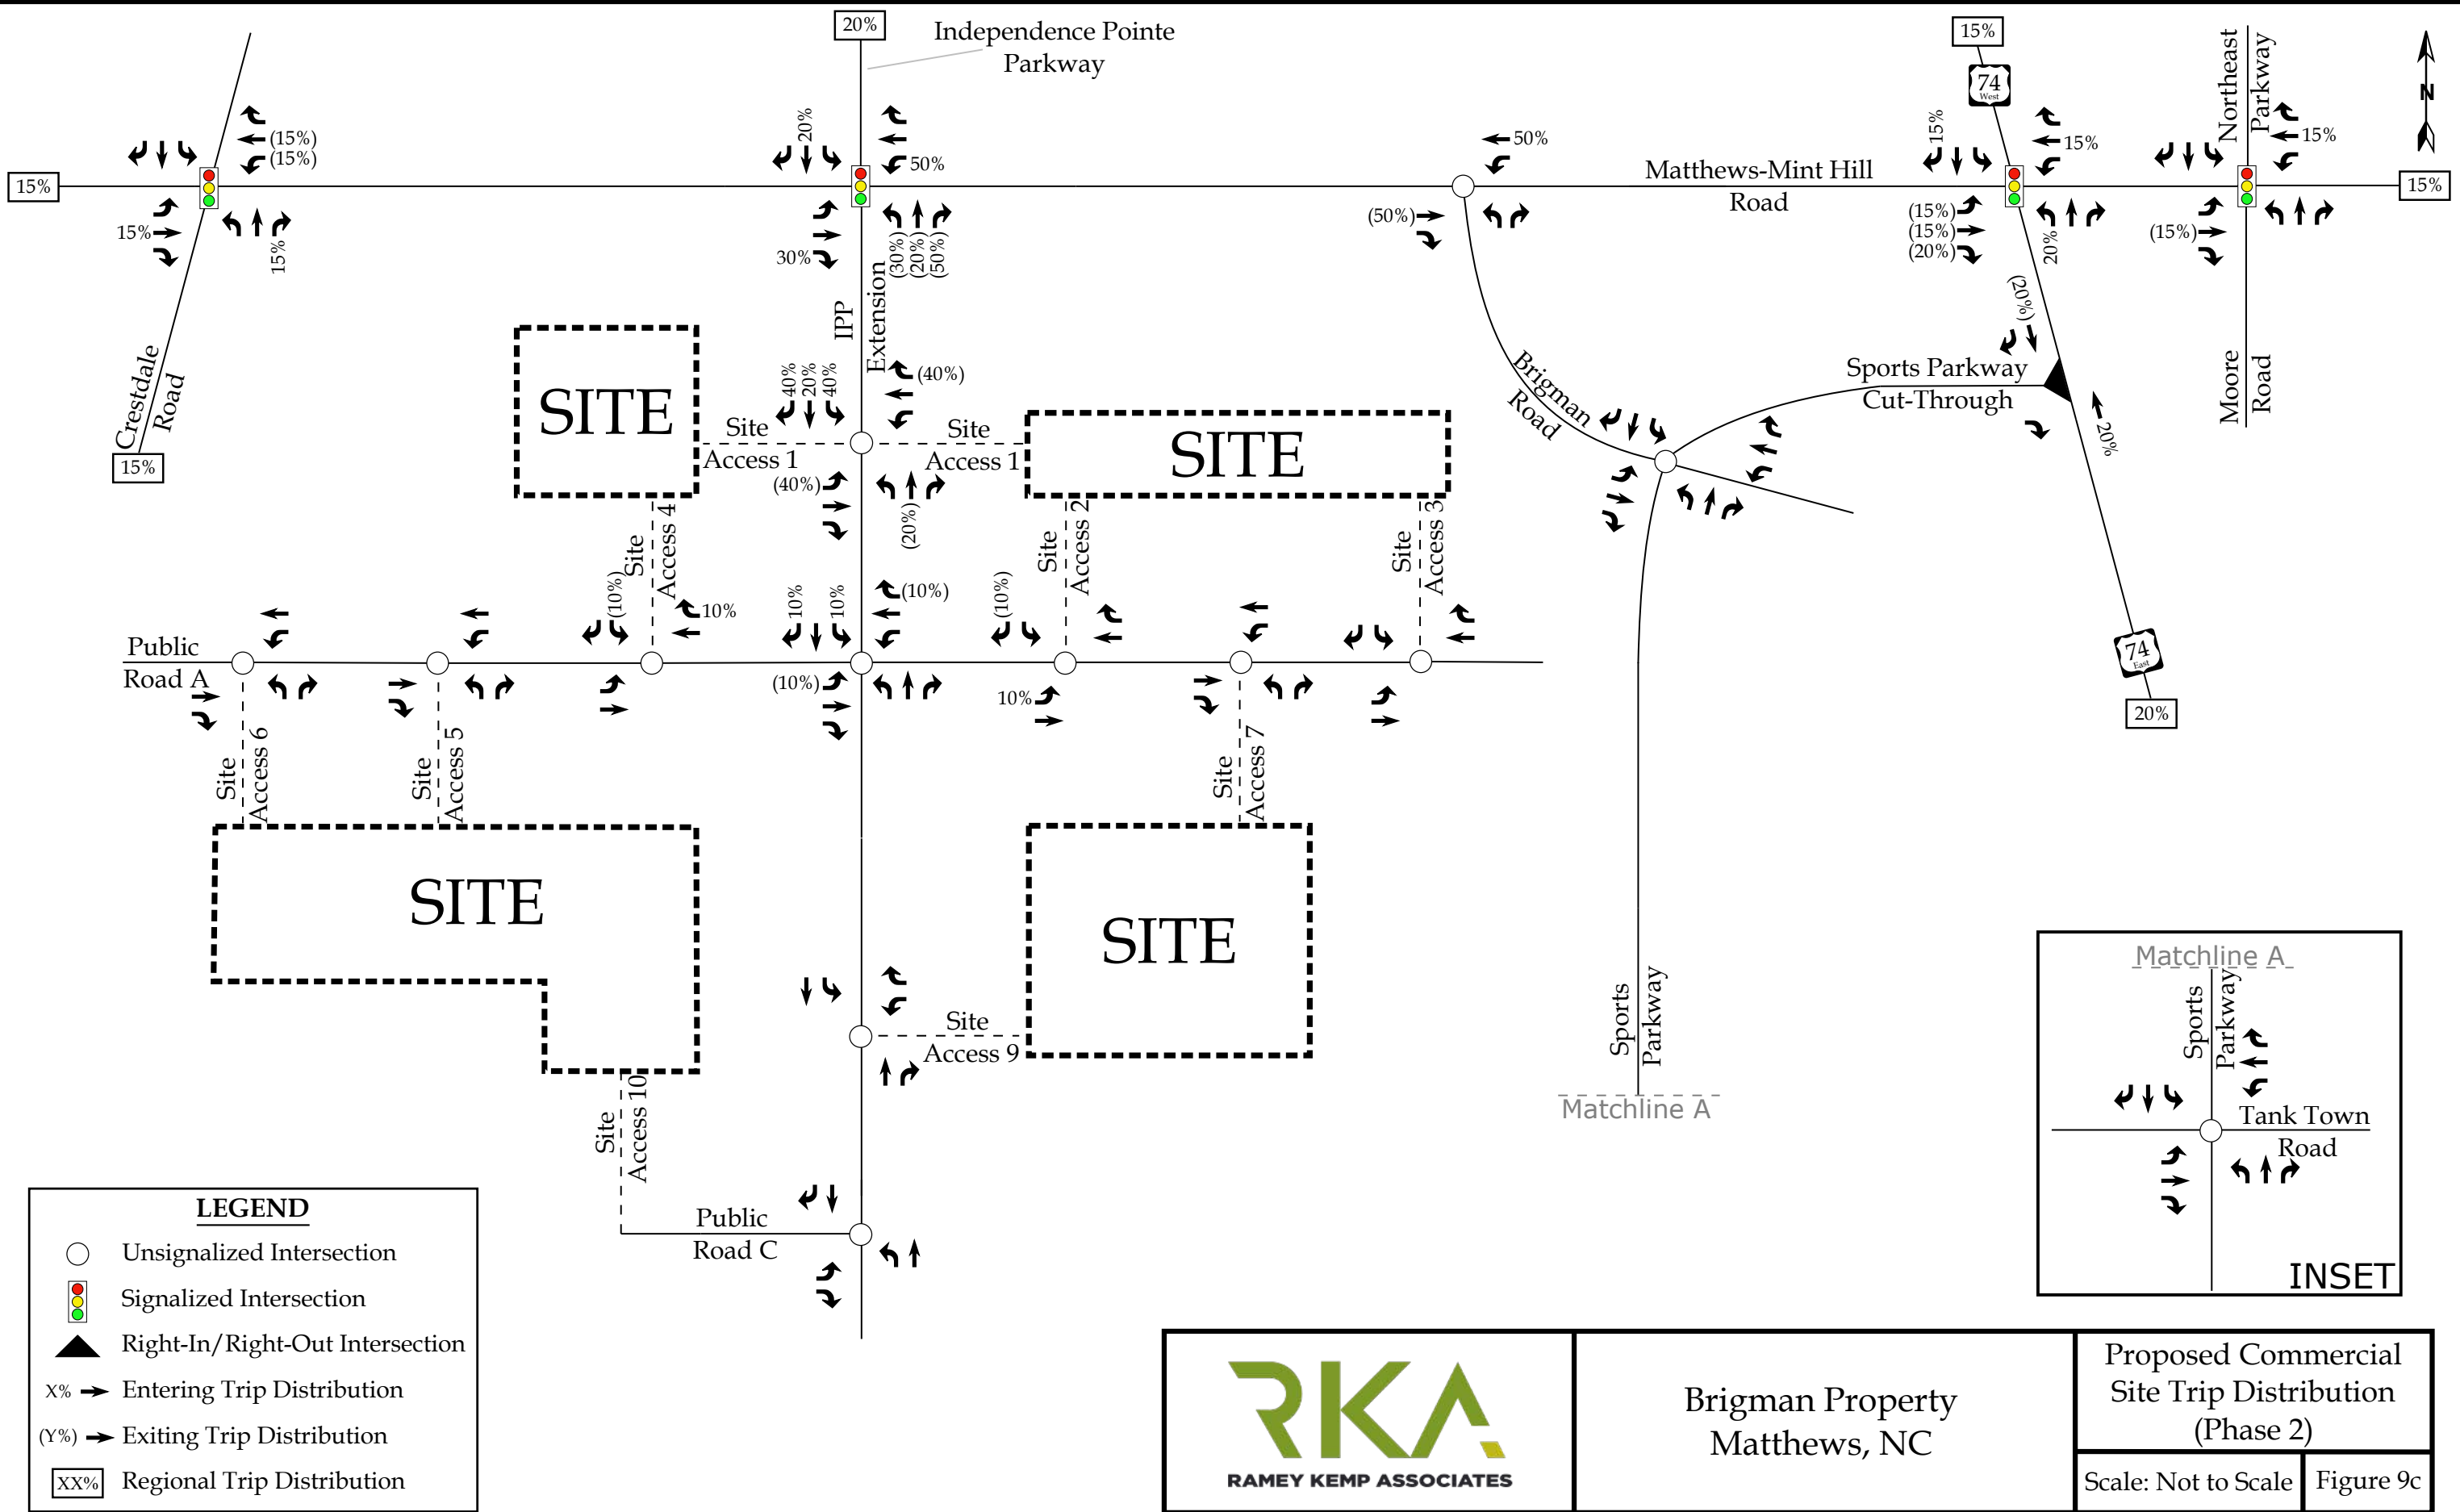 20%
Independence Pointe
Parkway
15%
74
West
Northeast
Parkway
N
(15%)
(15%)
20%
50%
50%
15%
15%
15%
15%
15%
Matthews-Mint Hill
Road
15%
15%
30%
(30%)
(20%)
(50%)
(50%)
(15%)
(15%)
(20%)
20%
(15%)
IPP
Extension
(20%)
Crestdale
Road
15%
SITE
40%
20%
40%
(40%)
Site
Access 1
Site
Access 1
SITE
Brigman
Road
Sports Parkway
Cut-Through
20%
Moore
Road
(40%)
(20%)
Site
Access 4
Site
Access 2
Site
Access 3
(10%)
10%
10%
10%
(10%)
(10%)
Public
Road A
(10%)
10%
74
East
20%
Site
Access 6
Site
Access 5
Site
Access 7
SITE
SITE
Site
Access 9
Sports
Parkway
Matchline A
Site
Access 10
Public
Road C
Matchline A
Sports
Parkway
Tank Town
Road
INSET
LEGEND
Unsignalized Intersection
Signalized Intersection
Right-In/Right-Out Intersection
X% Entering Trip Distribution
(Y%) Exiting Trip Distribution
XX% Regional Trip Distribution
RKA
RAMEY KEMP ASSOCIATES
Brigman Property
Matthews, NC
Proposed Commercial
Site Trip Distribution
(Phase 2)
Scale: Not to Scale
Figure 9c